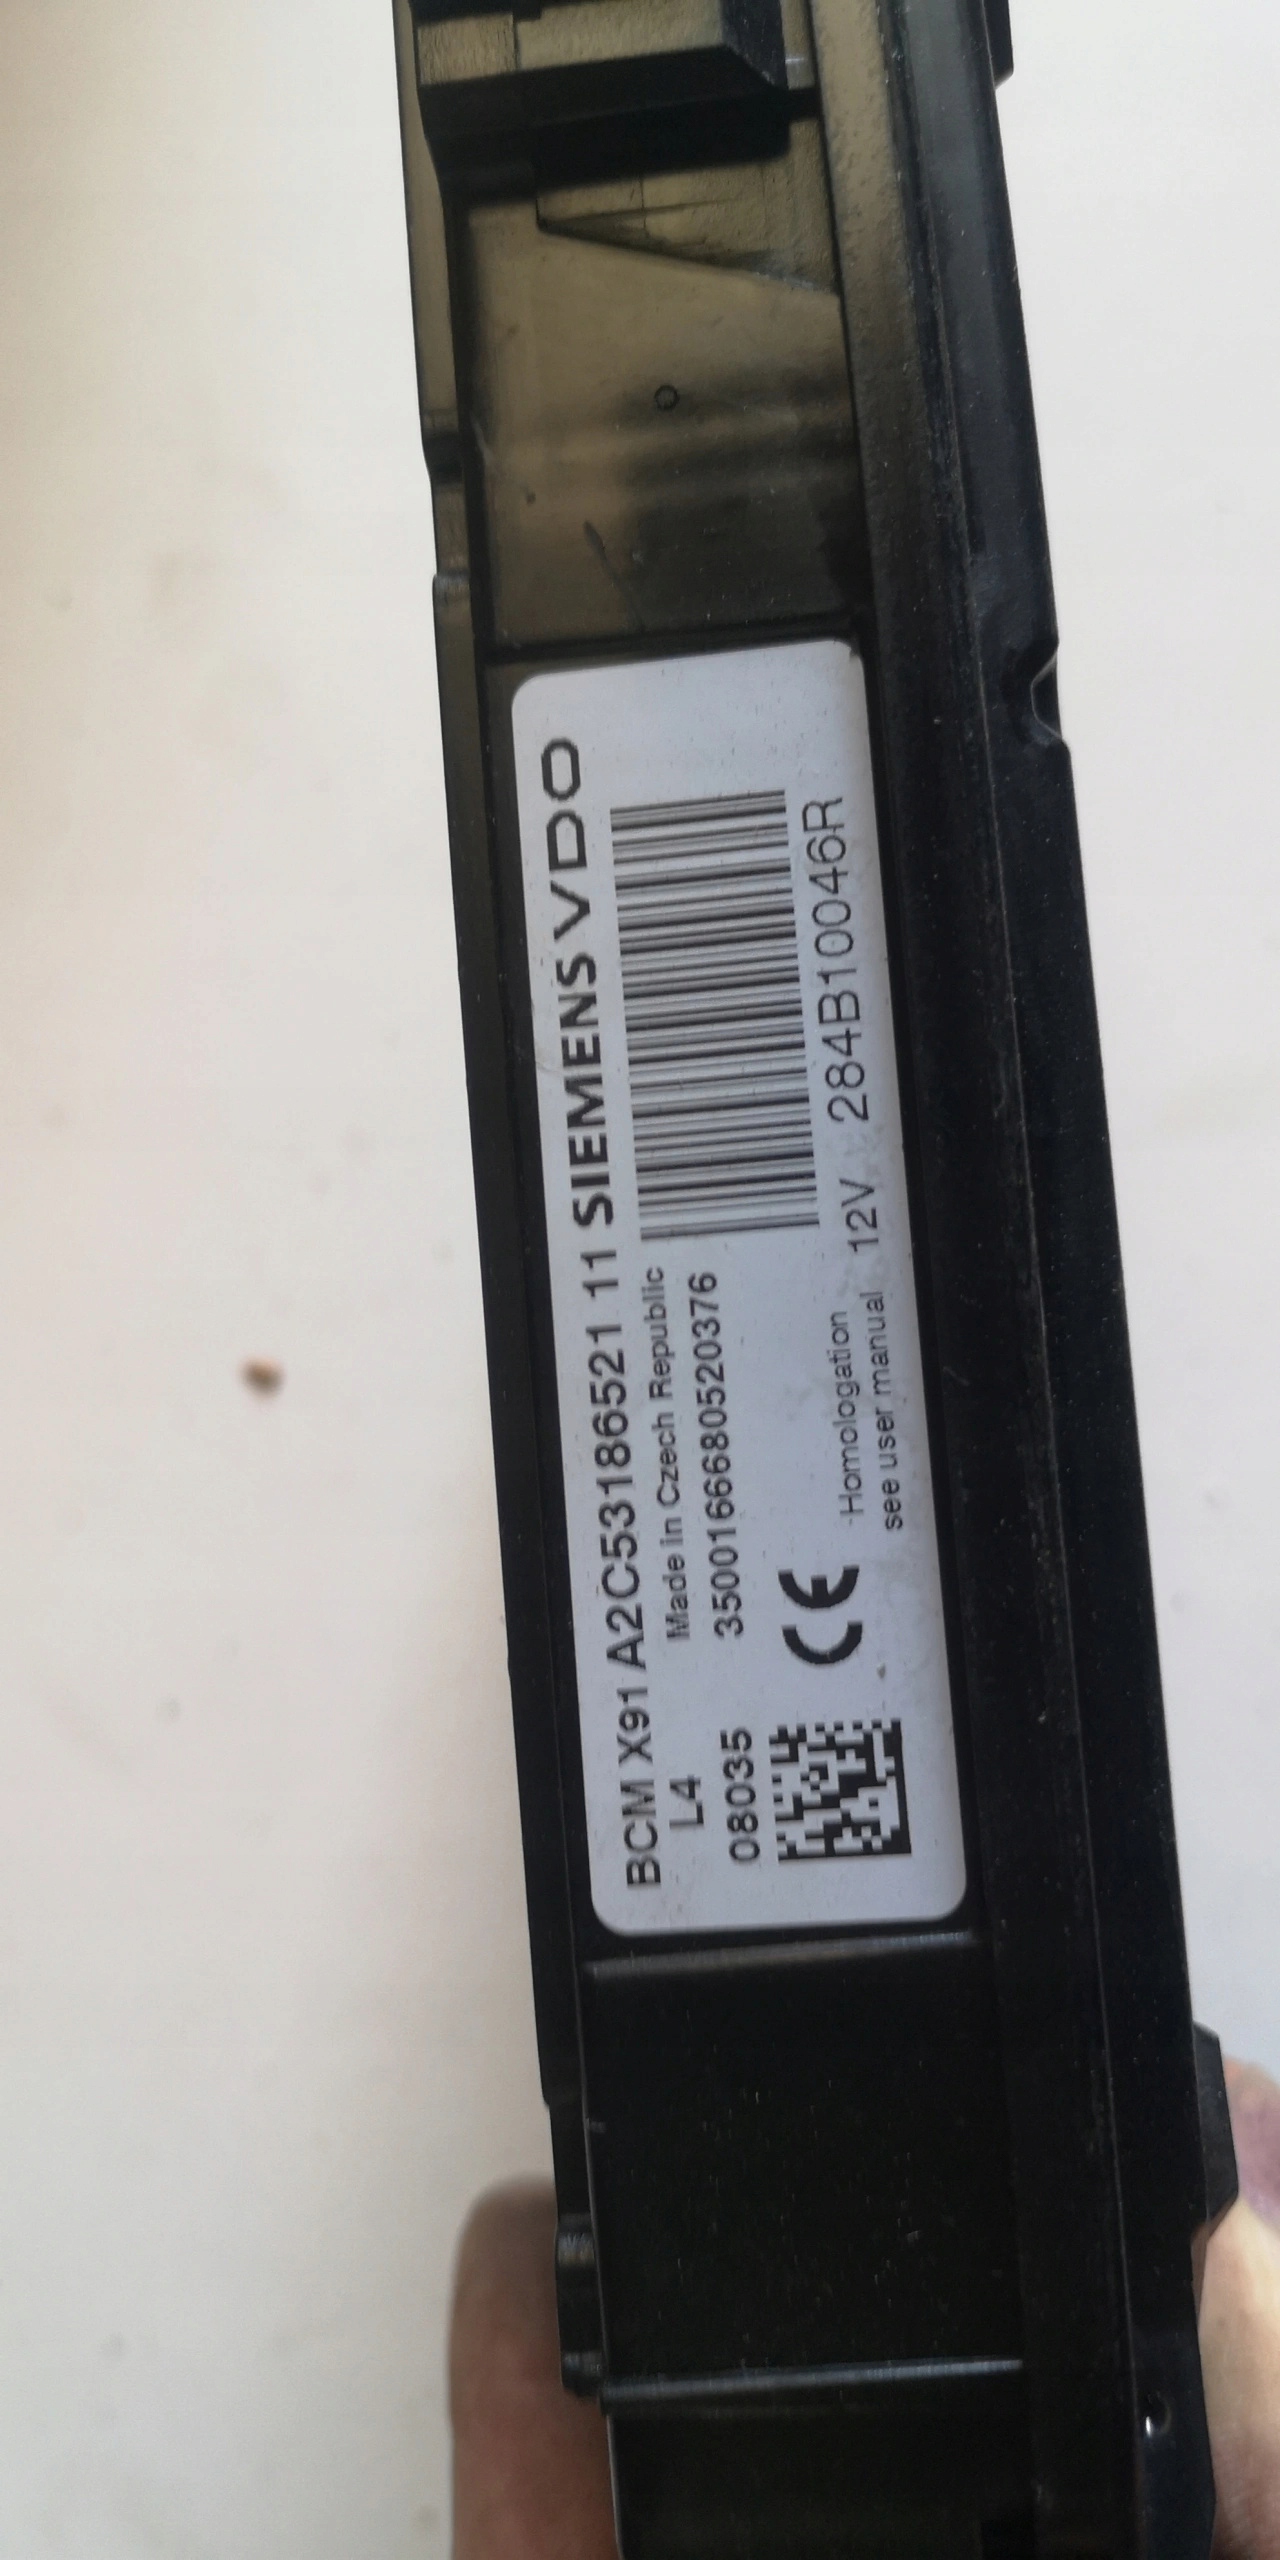 BCM X91 A2C53186521 11 SIEMENS VDO
L4 Made in Czech Republic
08035 3500166680520376
CE Homologation
see user manual 12V 284B10046R